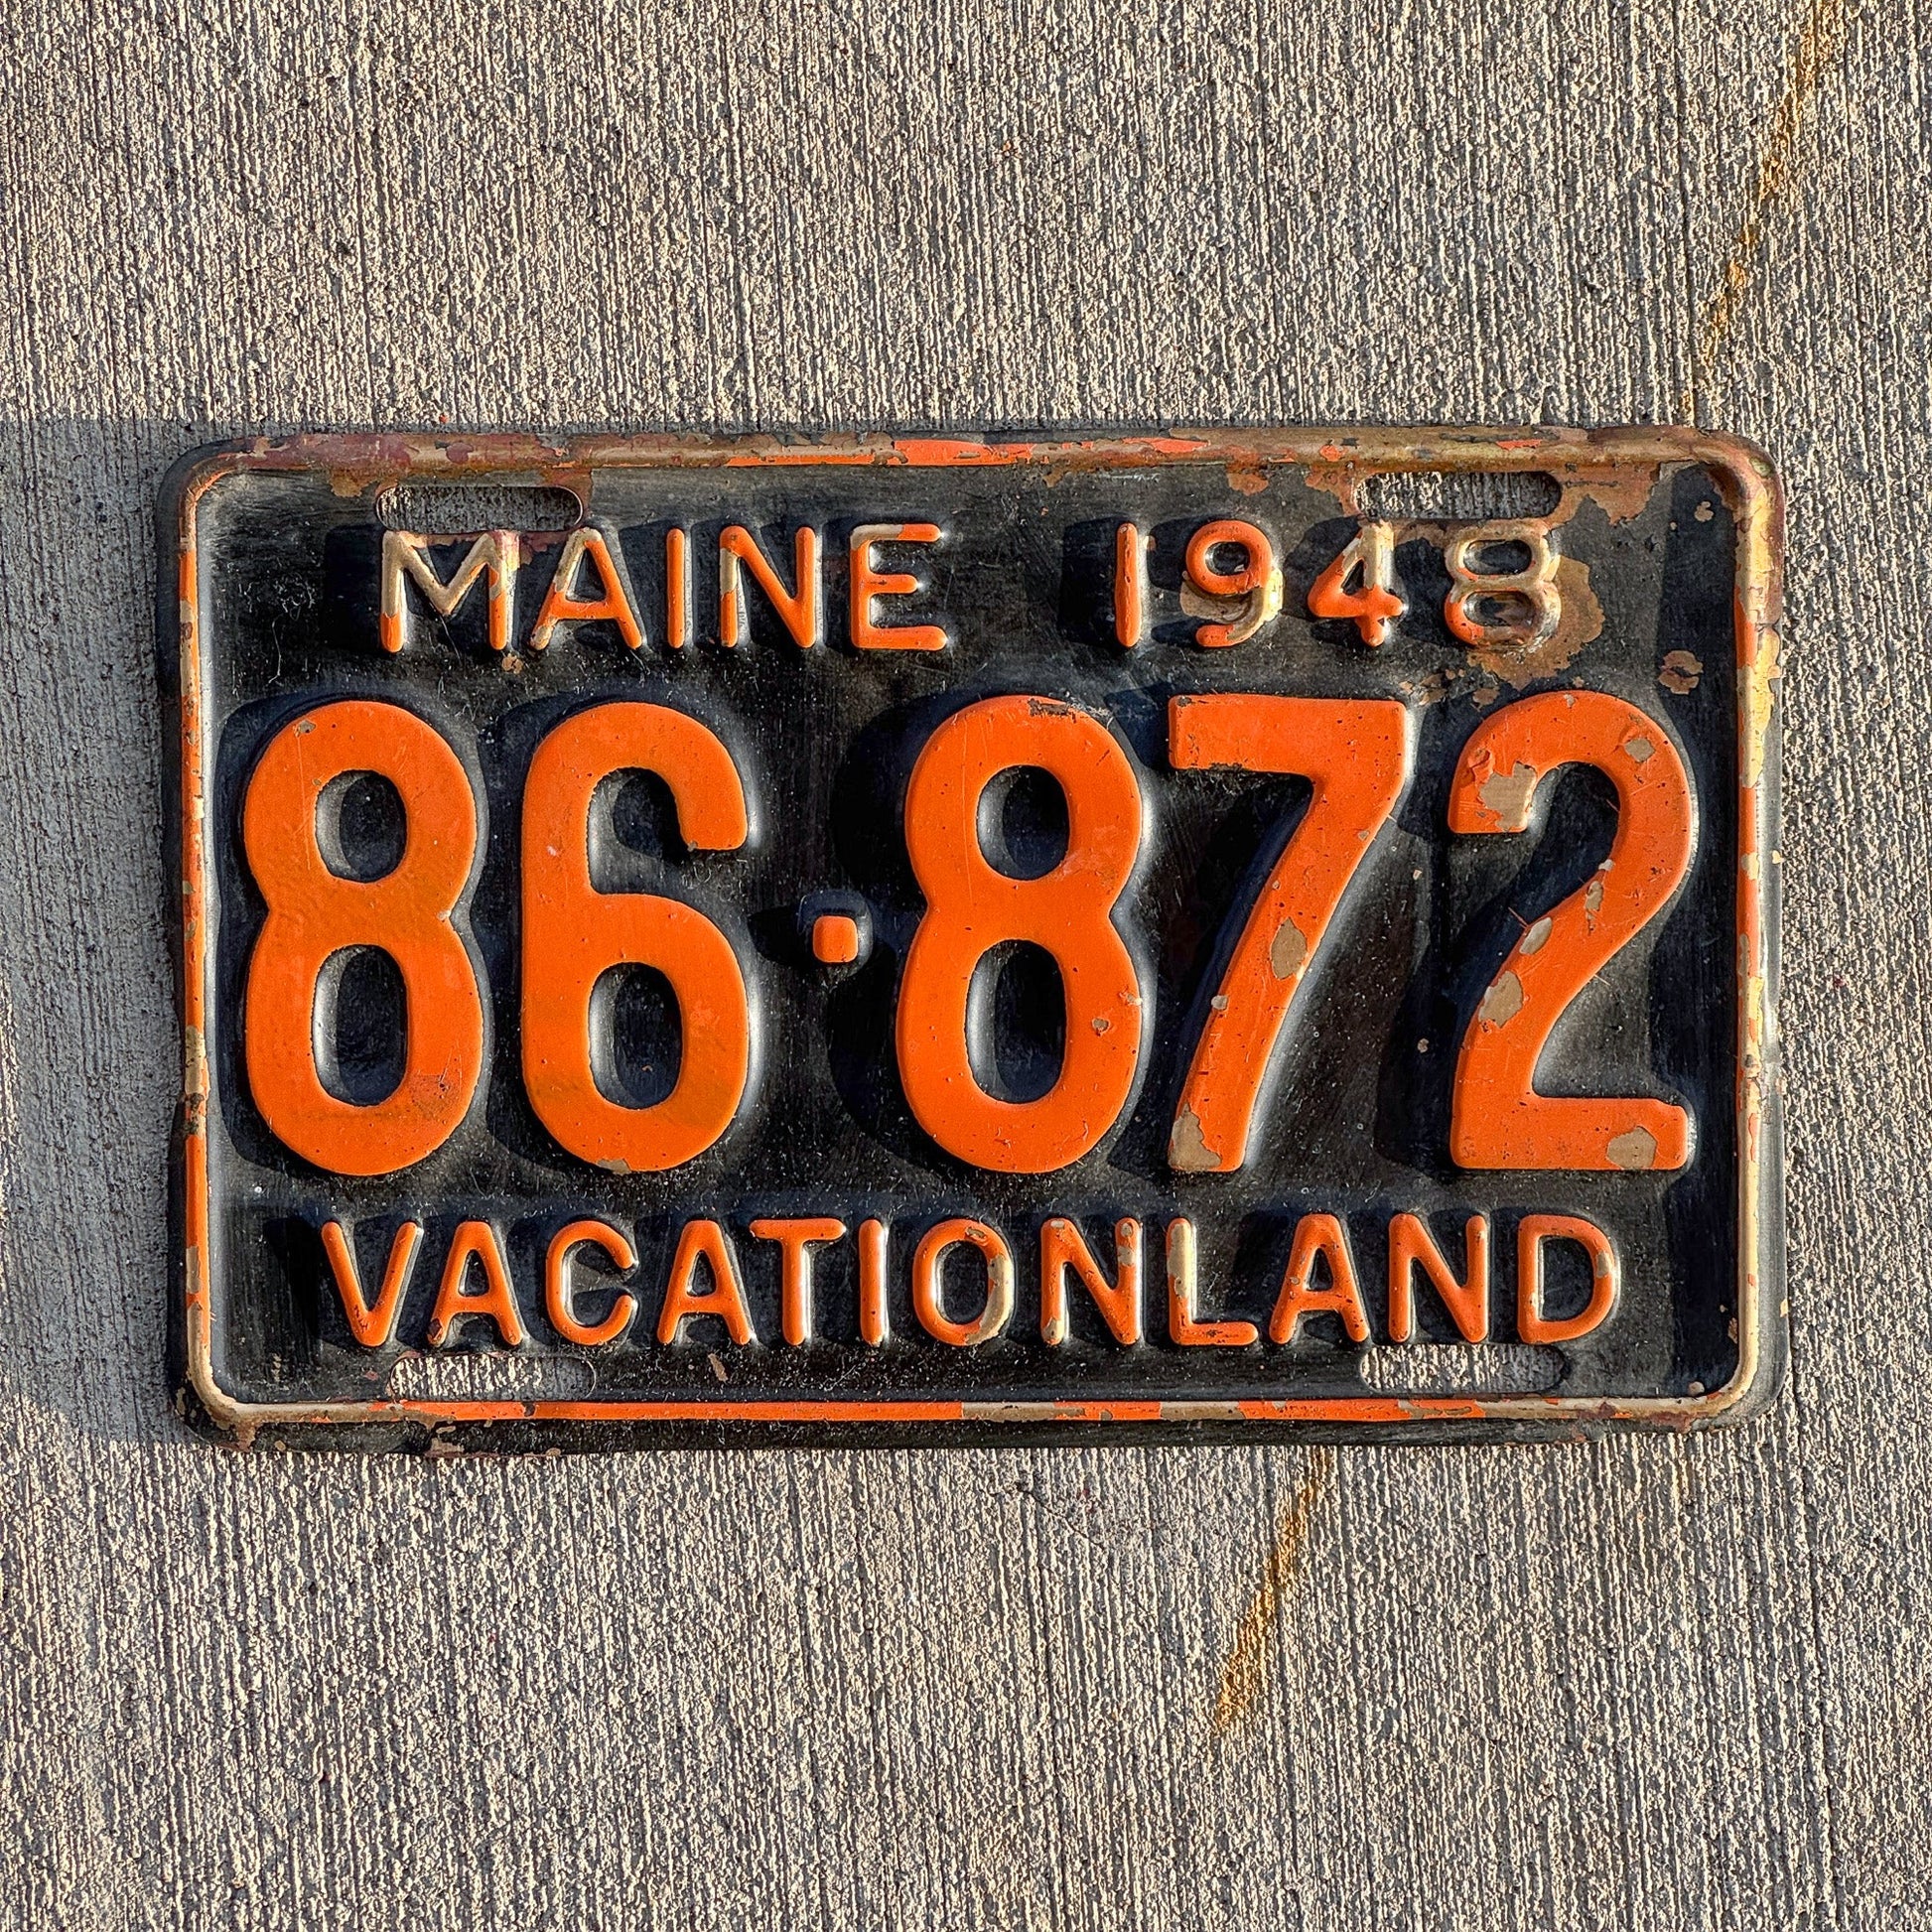 MAINE 1948
86·872
VACATIONLAND